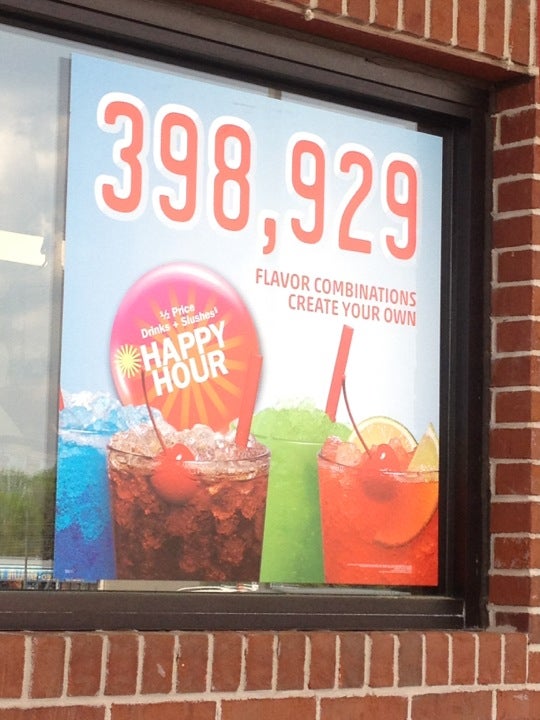 398,929
FLAVOR COMBINATIONS
CREATE YOUR OWN
½ Price
Drinks + Slushes
HAPPY
HOUR